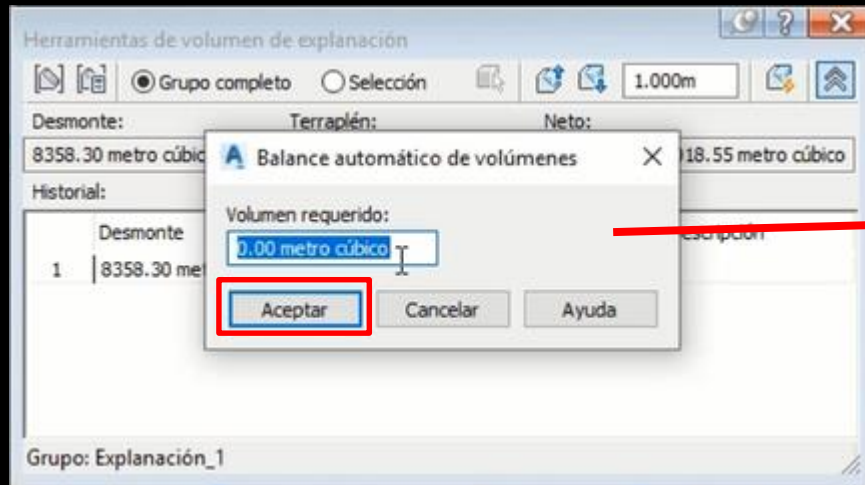 Herramientas de volumen de explanación
Grupo completo Selección 1.000m
Desmonte: Terraplén: Neto:
8358.30 metro cúbic 18.55 metro cúbico
Balance automático de volúmenes
Historial:
Volumen requerido:
Desmonte
0.00 metro cúbico
1 8358.30
Aceptar Cancelar Ayuda
Grupo: Explanación_1